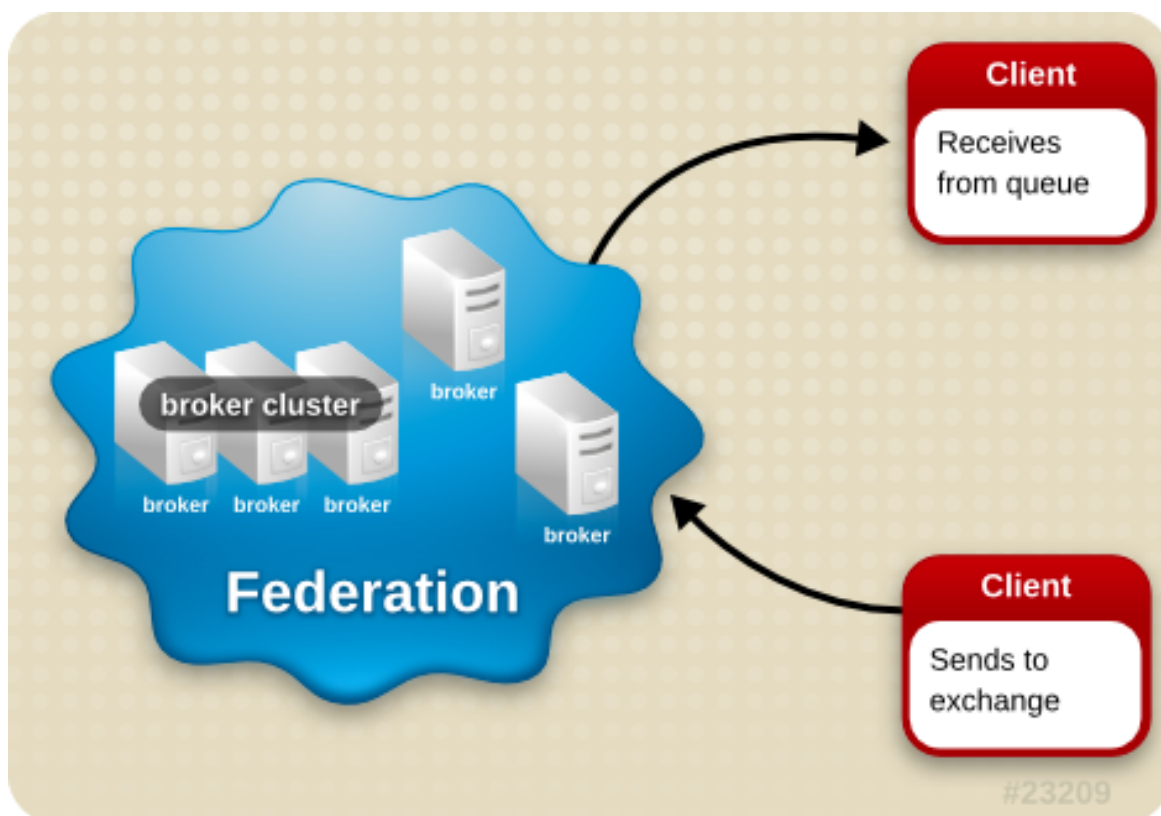 Client
Receives
from queue
broker
broker cluster
broker broker broker
broker
Federation
Client
Sends to
exchange
#23209